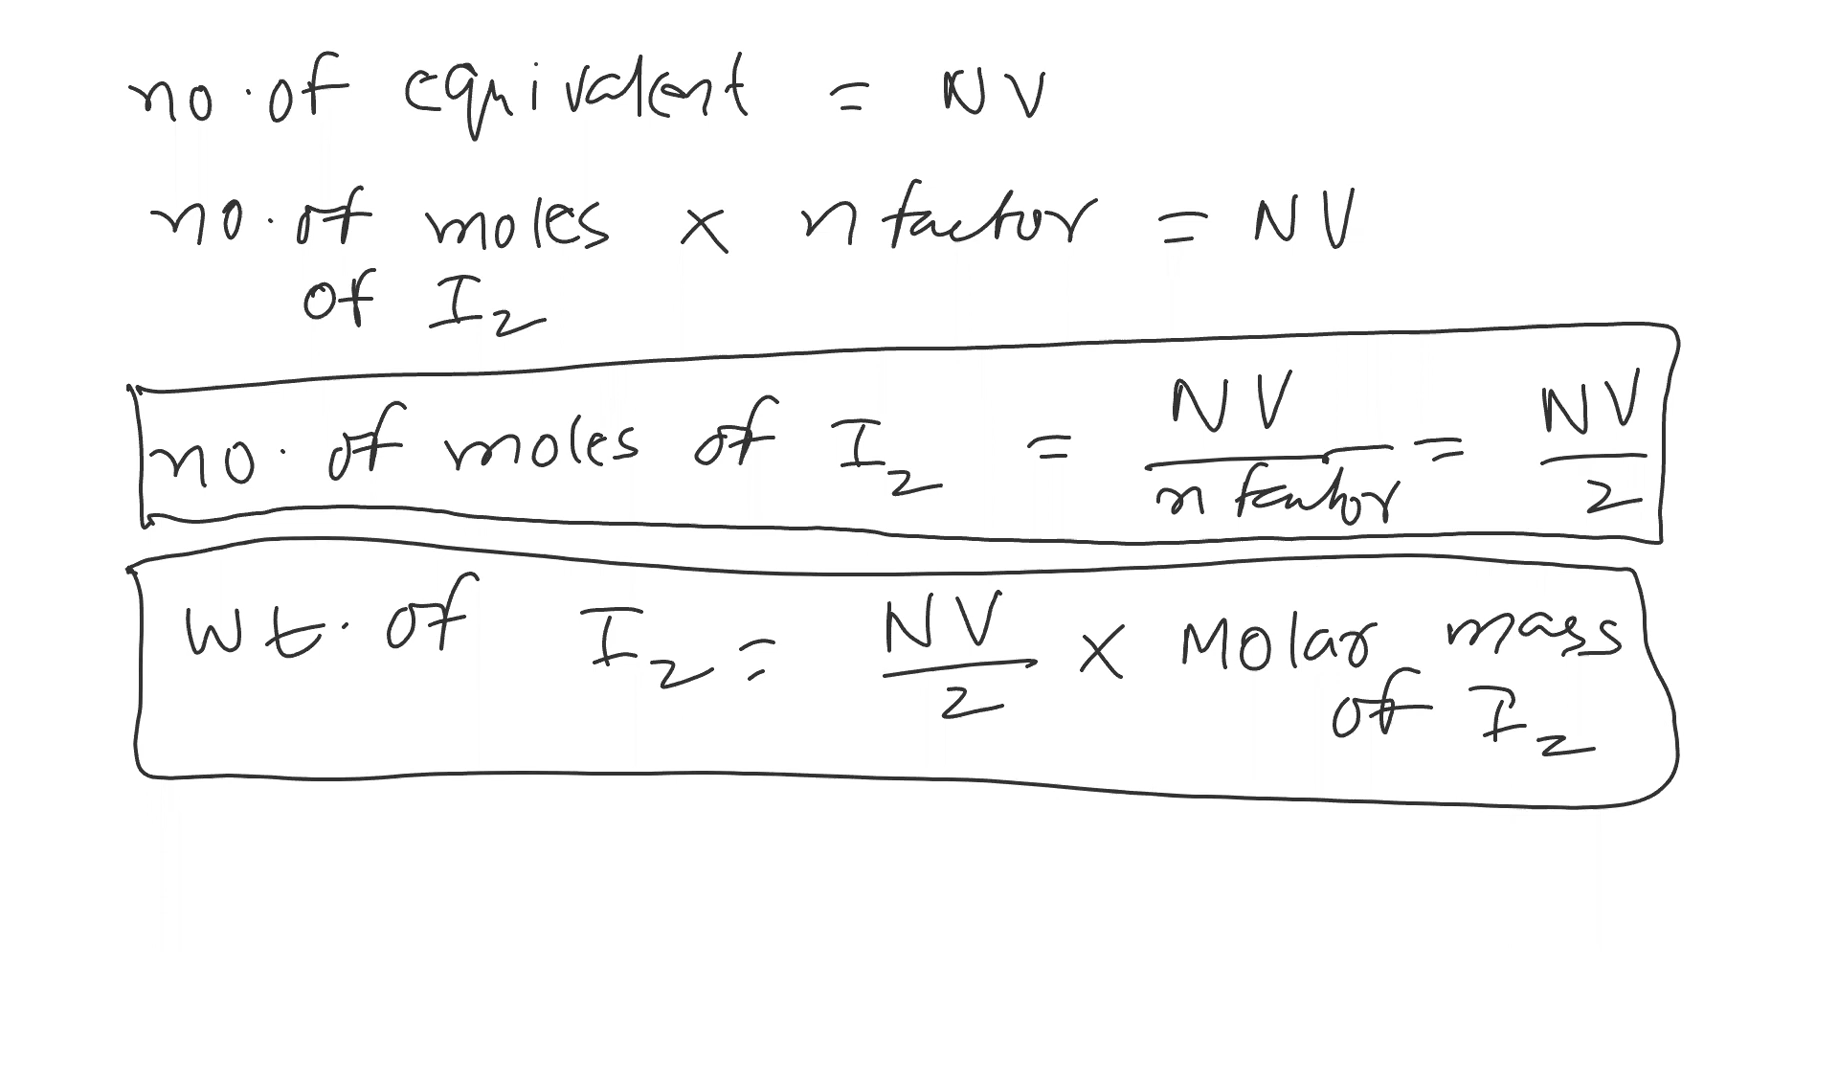 no. of equivalent = NV
no. of moles × n factor = NV
of I₂
no. of moles of I₂ = NV/n factor = NV/2
Wt. of I₂ = NV/2 × Molar mass
of I₂